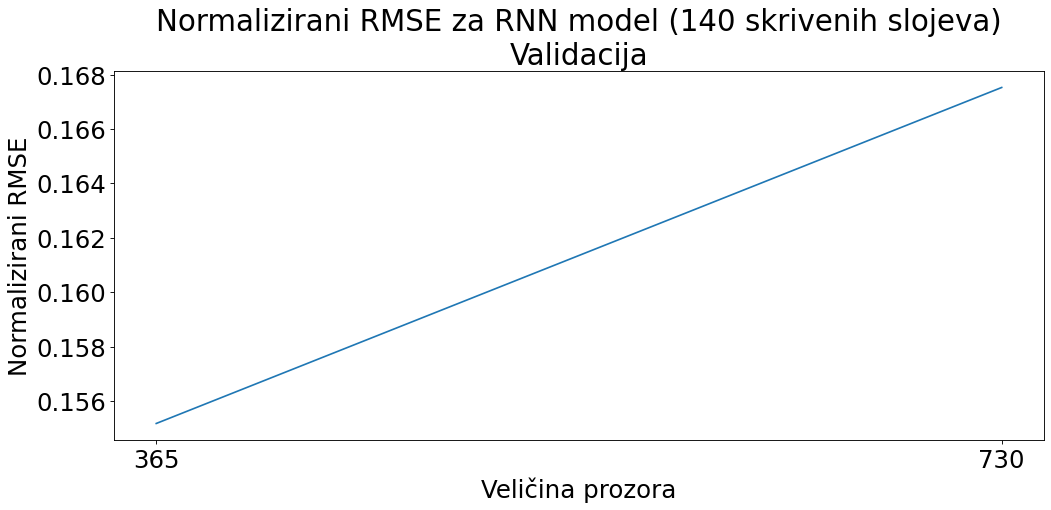 Normalizirani RMSE za RNN model (140 skrivenih slojeva)
Validacija
0.168
0.166
0.164
0.162
0.160
0.158
0.156
Normalizirani RMSE
365
730
Veličina prozora